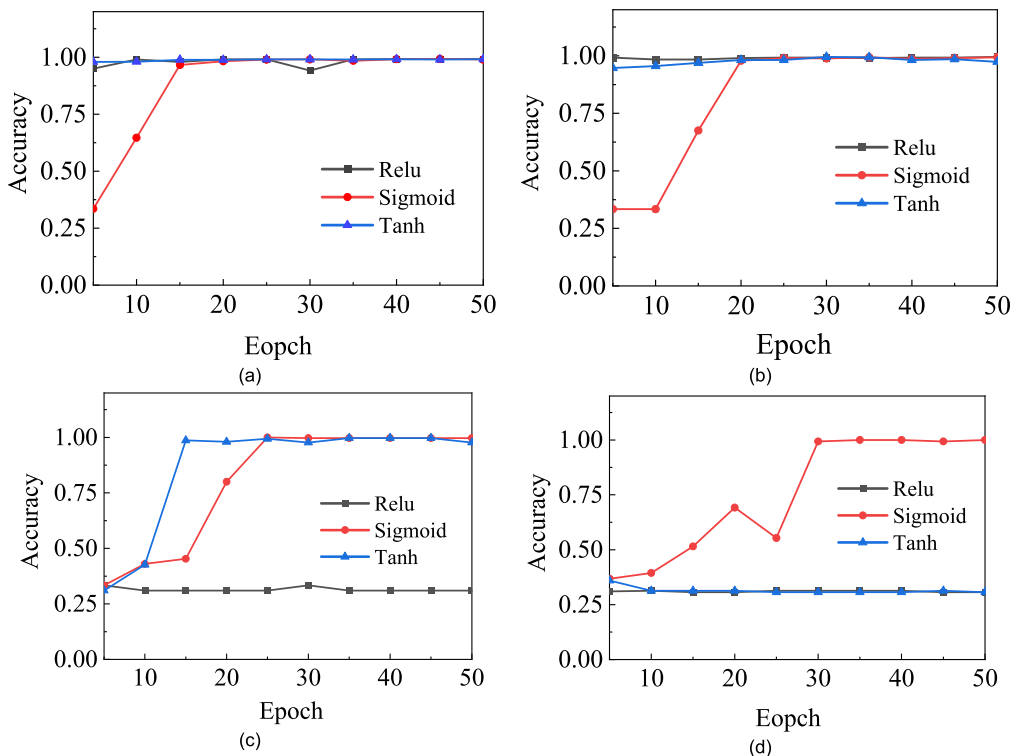 1.00
0.75
0.50
0.25
0.00
Accuracy
Relu
Sigmoid
Tanh
10 20 30 40 50
Eopch
(a)
1.00
0.75
0.50
0.25
0.00
Accuracy
Relu
Sigmoid
Tanh
10 20 30 40 50
Epoch
(b)
1.00
0.75
0.50
0.25
0.00
Accuracy
Relu
Sigmoid
Tanh
10 20 30 40 50
Epoch
(c)
1.00
0.75
0.50
0.25
0.00
Accuracy
Relu
Sigmoid
Tanh
10 20 30 40 50
Eopch
(d)